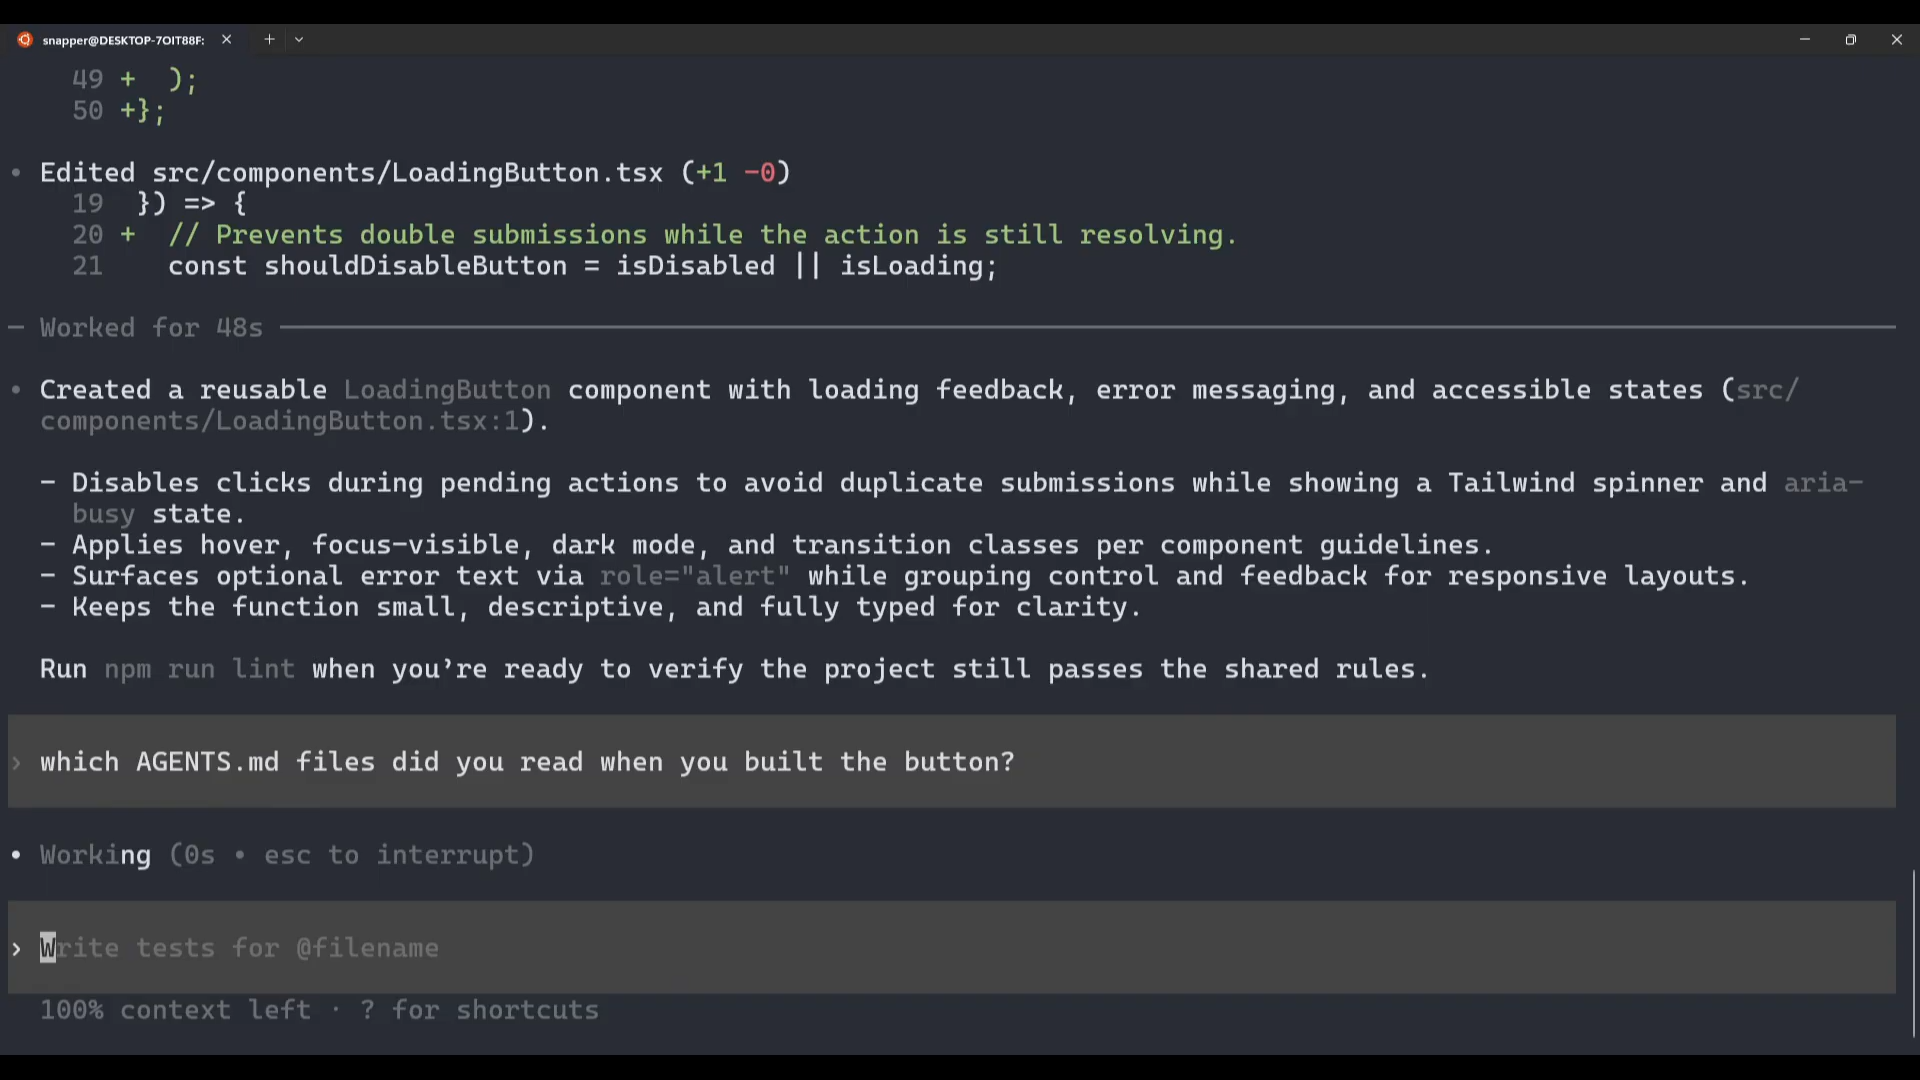 snapper@DESKTOP-7OIT88F:
49 +  );
50 +};
• Edited src/components/LoadingButton.tsx (+1 -0)
19  }) => {
20 +  // Prevents double submissions while the action is still resolving.
21    const shouldDisableButton = isDisabled || isLoading;
— Worked for 48s
• Created a reusable LoadingButton component with loading feedback, error messaging, and accessible states (src/
components/LoadingButton.tsx:1).
- Disables clicks during pending actions to avoid duplicate submissions while showing a Tailwind spinner and aria-
busy state.
- Applies hover, focus-visible, dark mode, and transition classes per component guidelines.
- Surfaces optional error text via role="alert" while grouping control and feedback for responsive layouts.
- Keeps the function small, descriptive, and fully typed for clarity.
Run npm run lint when you’re ready to verify the project still passes the shared rules.
› which AGENTS.md files did you read when you built the button?
• Working (0s • esc to interrupt)
› Write tests for @filename
100% context left · ? for shortcuts